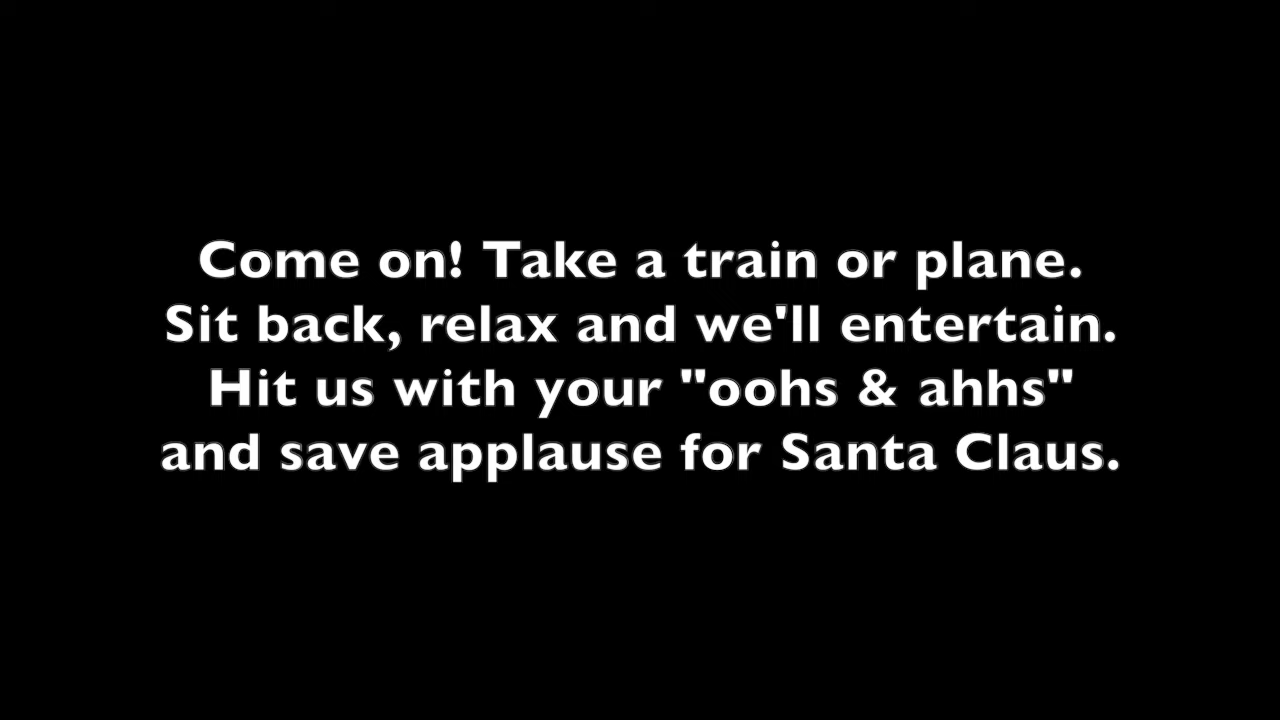 Come on! Take a train or plane.
Sit back, relax and we'll entertain.
Hit us with your "oohs & ahhs"
and save applause for Santa Claus.